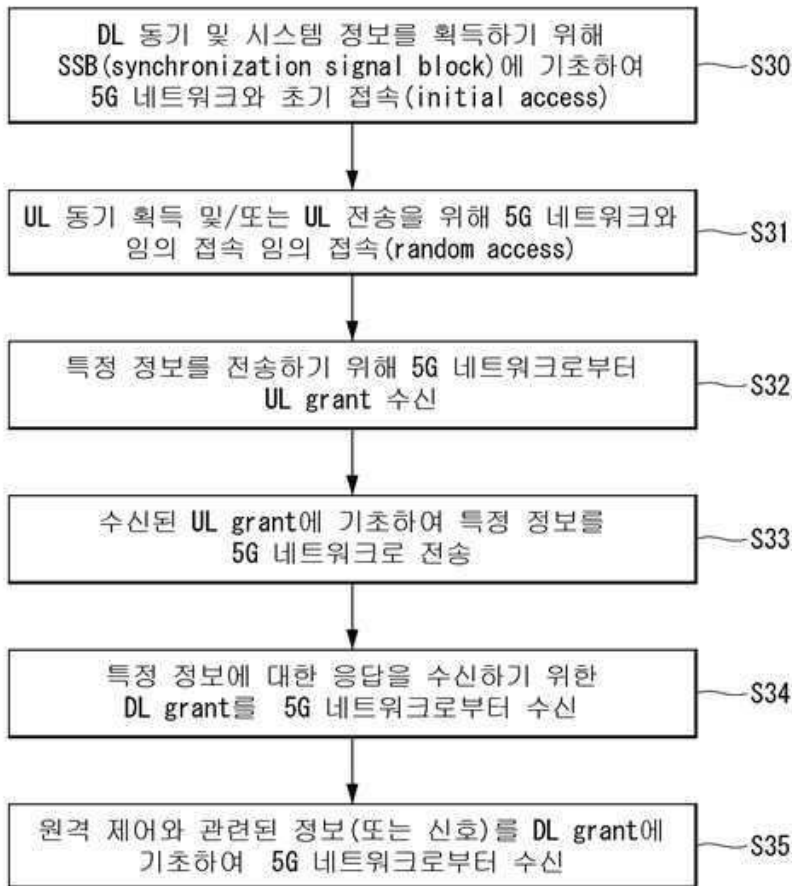 DL 동기 및 시스템 정보를 획득하기 위해
SSB(synchronization signal block)에 기초하여
5G 네트워크와 초기 접속(initial access)
S30
UL 동기 획득 및/또는 UL 전송을 위해 5G 네트워크와
임의 접속 임의 접속(random access)
S31
특정 정보를 전송하기 위해 5G 네트워크로부터
UL grant 수신
S32
수신된 UL grant에 기초하여 특정 정보를
5G 네트워크로 전송
S33
특정 정보에 대한 응답을 수신하기 위한
DL grant를 5G 네트워크로부터 수신
S34
원격 제어와 관련된 정보(또는 신호)를 DL grant에
기초하여 5G 네트워크로부터 수신
S35